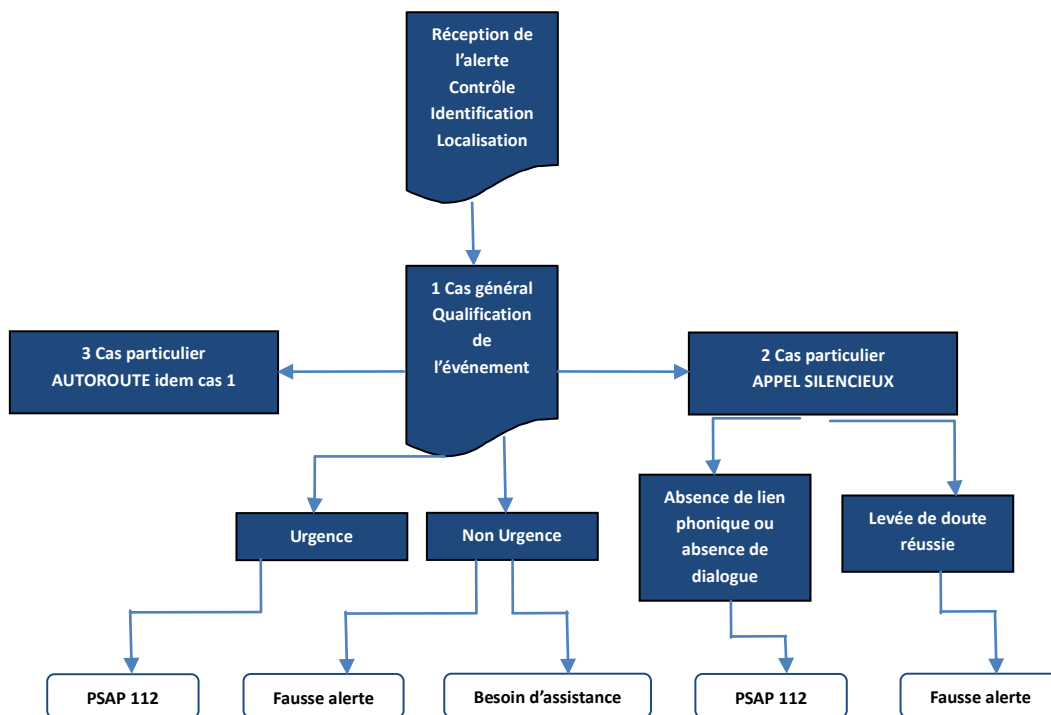 Réception de
l'alerte
Contrôle
Identification
Localisation
1 Cas général
Qualification
de
l'événement
3 Cas particulier
AUTOROUTE idem cas 1
2 Cas particulier
APPEL SILENCIEUX
Urgence
Non Urgence
Absence de lien
phonique ou
absence de
dialogue
Levée de doute
réussie
PSAP 112
Fausse alerte
Besoin d'assistance
PSAP 112
Fausse alerte